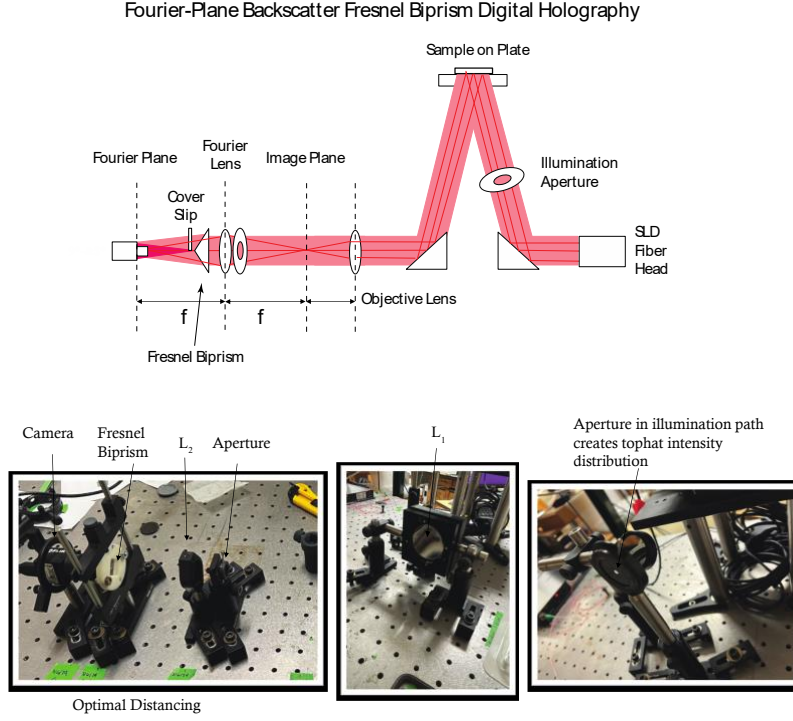 Fourier-Plane Backscatter Fresnel Biprism Digital Holography
Sample on Plate
Fourier Plane
Fourier
Lens
Image Plane
Illumination
Aperture
Cover
Slip
SLD
Fiber
Head
Objective Lens
f
f
Fresnel Biprism
Camera
Fresnel
Biprism
L₂
Aperture
L₁
Aperture in illumination path
creates tophat intensity
distribution
Optimal Distancing